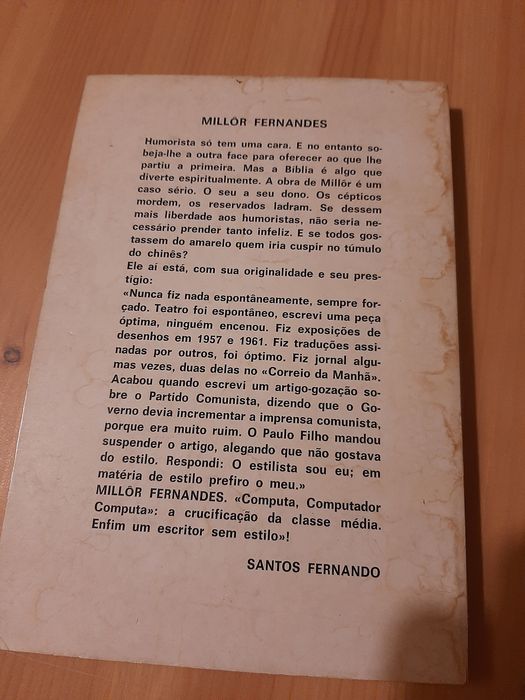 MILLÔR FERNANDES
Humorista só tem uma cara. E no entanto so-
beja-lhe a outra face para oferecer ao que lhe
partiu a primeira. Mas a Bíblia é algo que
diverte espiritualmente. A obra de Millôr é um
caso sério. O seu a seu dono. Os cépticos
mordem, os reservados ladram. Se dessem
mais liberdade aos humoristas, não seria ne-
cessário prender tanto infeliz. E se todos gos-
tassem do amarelo quem iria cuspir no túmulo
do chinês?
Ele aí está, com sua originalidade e seu pres-
tígio:
«Nunca fiz nada espontâneamente, sempre for-
çado. Teatro foi espontâneo, escrevi uma peça
óptima, ninguém encenou. Fiz exposições de
desenhos em 1957 e 1961. Fiz traduções assi-
nadas por outros, foi óptimo. Fiz jornal algu-
mas vezes, duas delas no «Correio da Manhã».
Acabou quando escrevi um artigo-gozação so-
bre o Partido Comunista, dizendo que o Go-
verno devia incrementar a imprensa comunista,
porque era muito ruim. O Paulo Filho mandou
suspender o artigo, alegando que não gostava
do estilo. Respondi: O estilista sou eu; em
matéria de estilo prefiro o meu.»
MILLÔR FERNANDES. «Computa, Computador
Computa»: a crucificação da classe média.
Enfim um escritor sem estilo»!
SANTOS FERNANDO